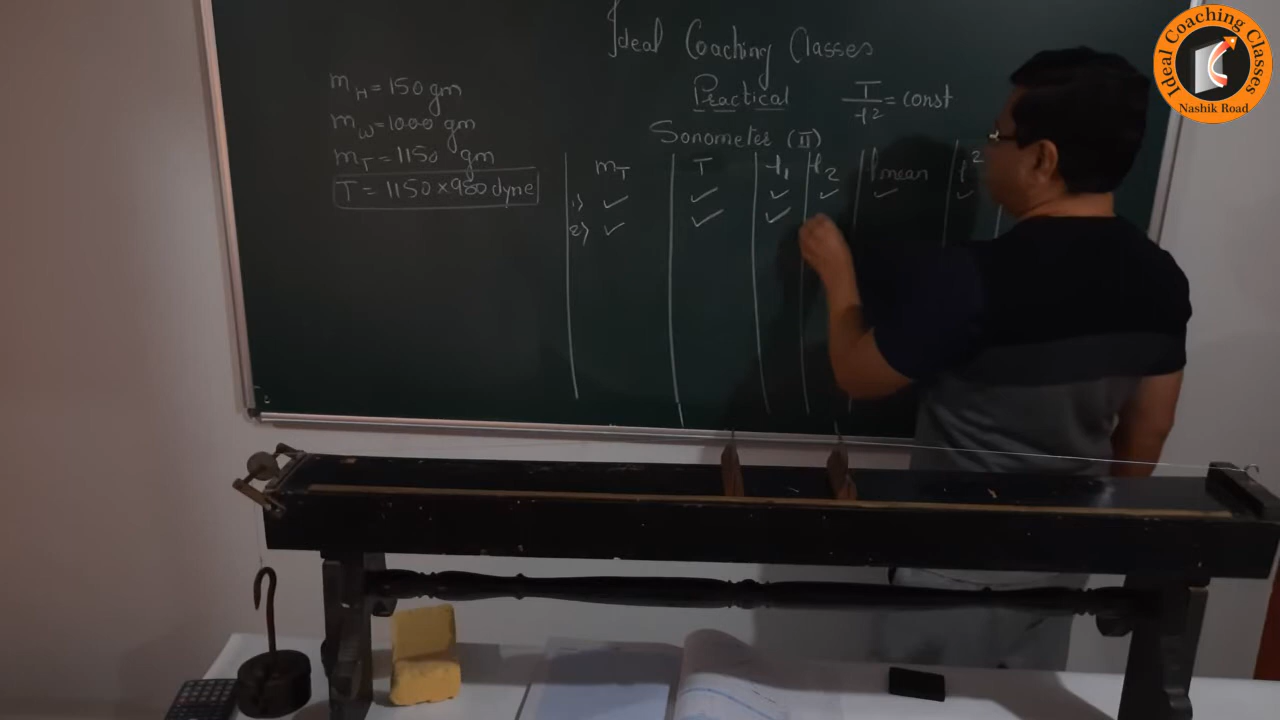 Ideal Coaching Classes
Practical
T/l² = const
Sonometer (II)
m_H = 150 gm
m_w = 1000 gm
m_T = 1150 gm
T = 1150 × 980 dyne
m_T T l₁ l₂ lmean l²
1) ✓ ✓ ✓ ✓ ✓ ✓
2) ✓ ✓ ✓
Ideal Coaching Classes
Nashik Road